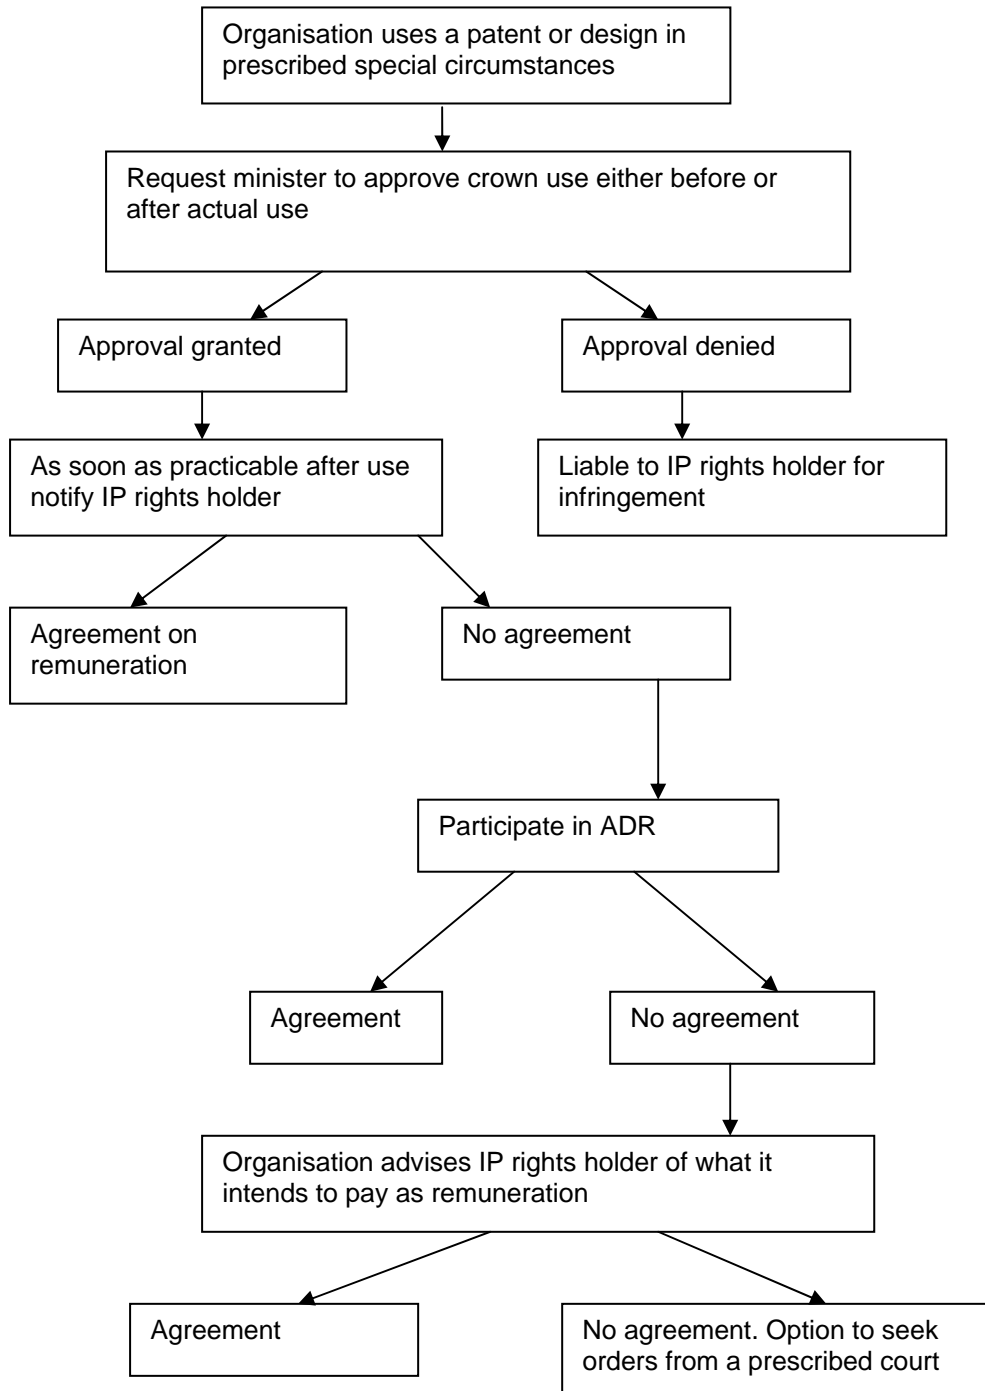 Organisation uses a patent or design in
prescribed special circumstances
Request minister to approve crown use either before or
after actual use
Approval granted
Approval denied
As soon as practicable after use
notify IP rights holder
Liable to IP rights holder for
infringement
Agreement on
remuneration
No agreement
Participate in ADR
Agreement
No agreement
Organisation advises IP rights holder of what it
intends to pay as remuneration
Agreement
No agreement. Option to seek
orders from a prescribed court